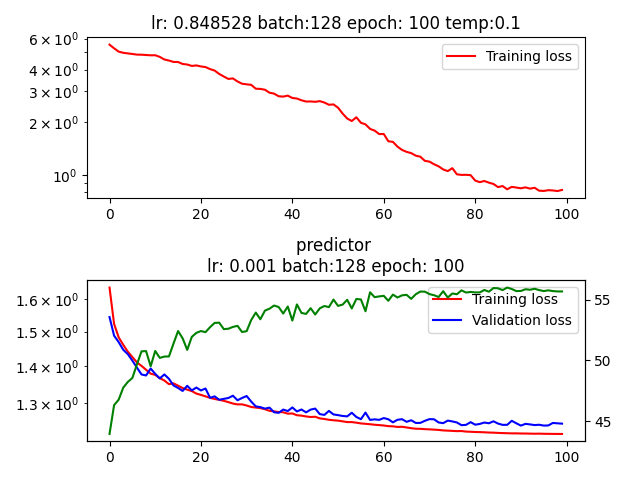 lr: 0.848528 batch:128 epoch: 100 temp:0.1
6 × 10⁰
4 × 10⁰
3 × 10⁰
2 × 10⁰
10⁰
Training loss
0 20 40 60 80 100
predictor
lr: 0.001 batch:128 epoch: 100
1.6 × 10⁰
1.5 × 10⁰
1.4 × 10⁰
1.3 × 10⁰
Training loss
Validation loss
55
50
45
0 20 40 60 80 100